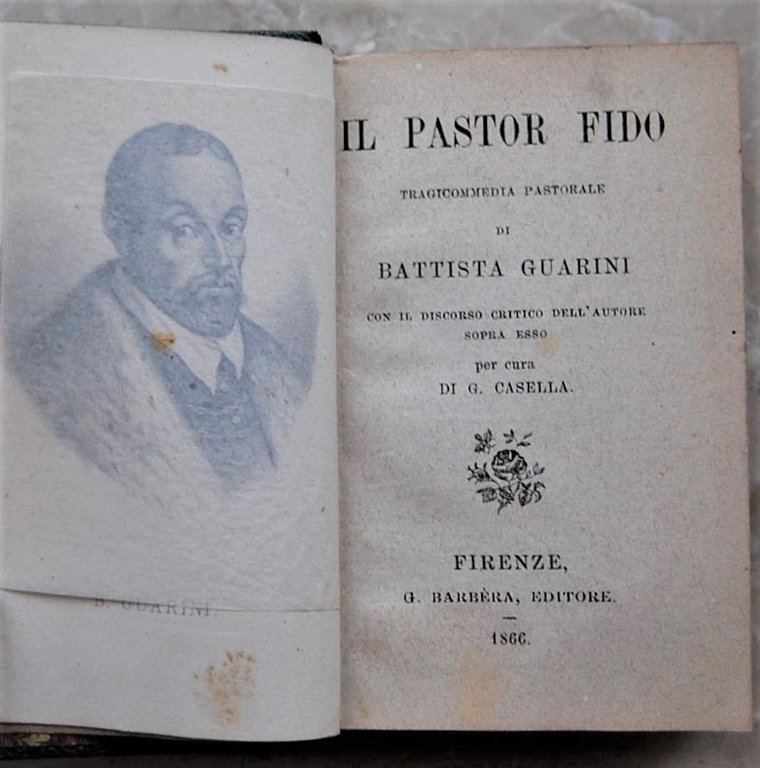 B. GUARINI.
IL PASTOR FIDO
TRAGICOMMEDIA PASTORALE
DI
BATTISTA GUARINI
CON IL DISCORSO CRITICO DELL'AUTORE
SOPRA ESSO
per cura
DI G. CASELLA.
FIRENZE,
G. BARBÈRA, EDITORE.
1866.